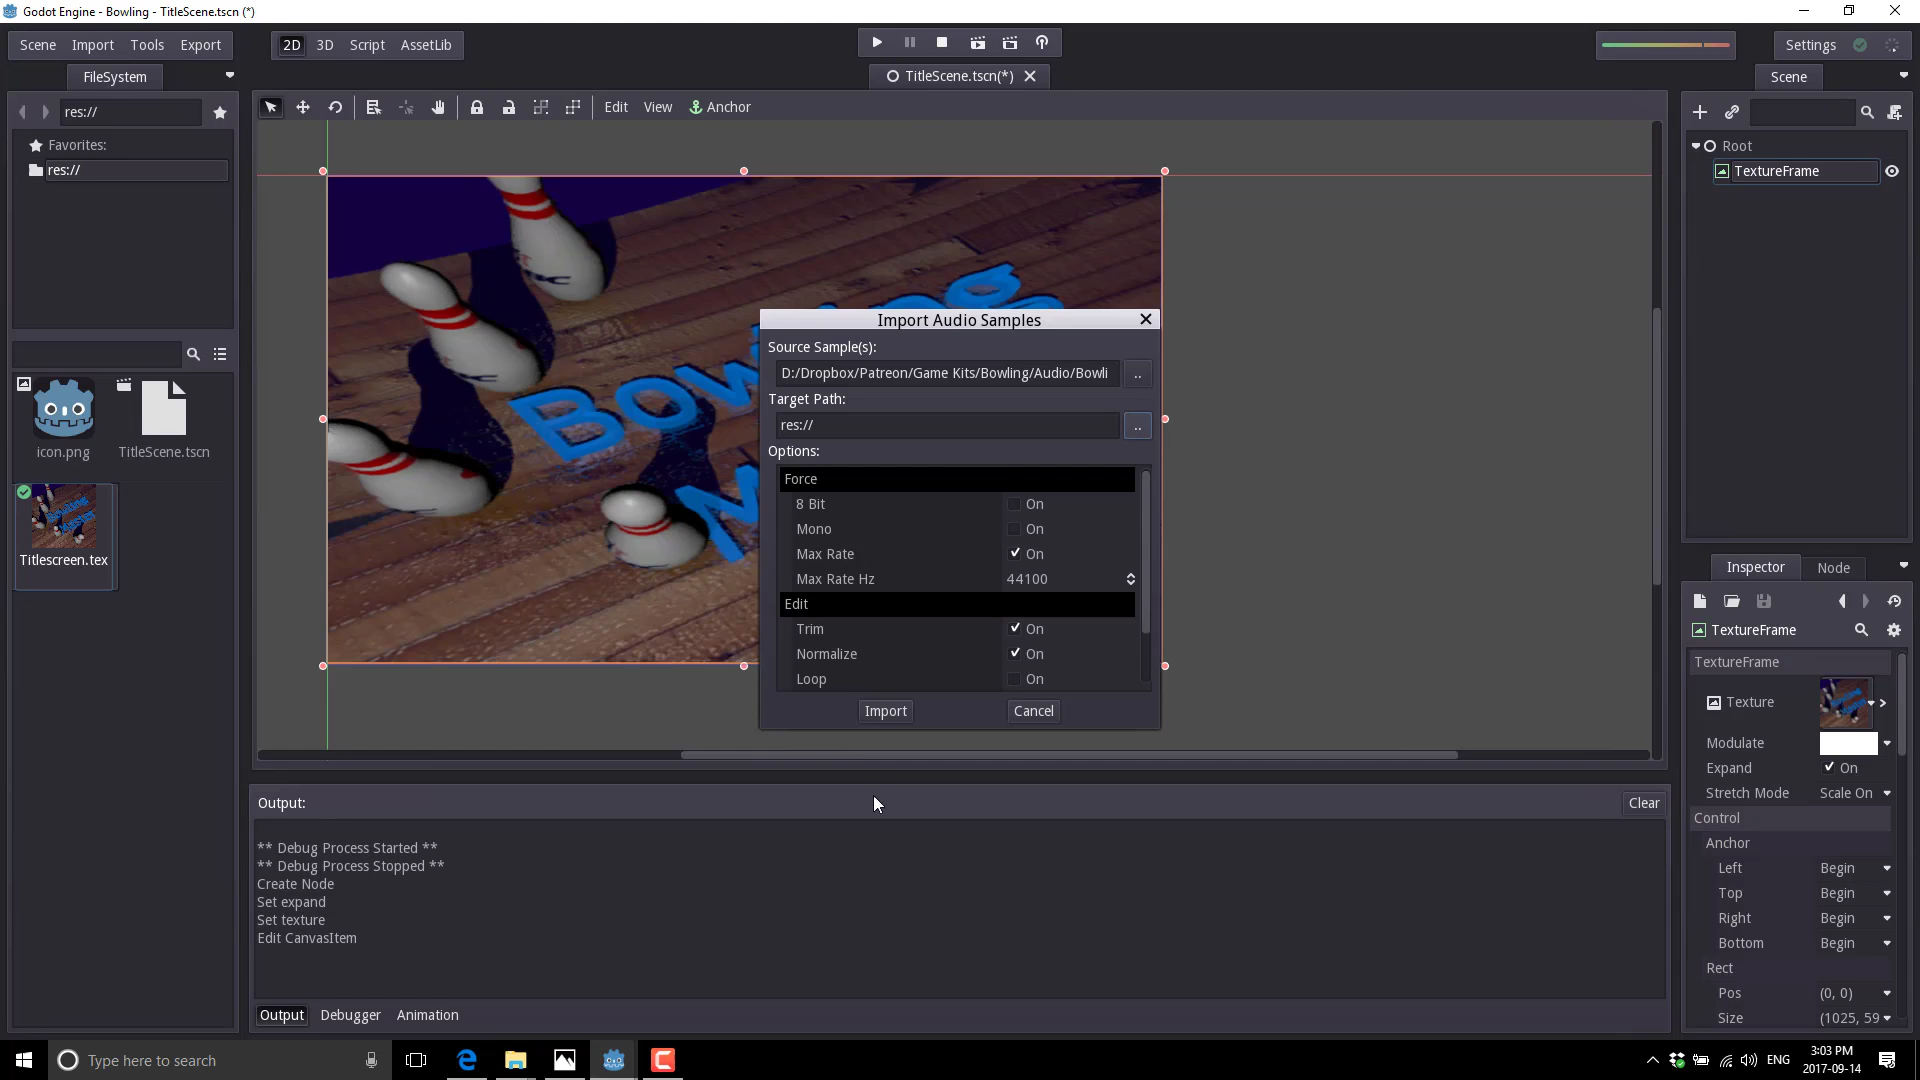 Godot Engine - Bowling - TitleScene.tscn (*)
Scene Import Tools Export
2D 3D Script AssetLib
Settings
FileSystem
TitleScene.tscn(*)
Scene
res://
Edit View Anchor
Favorites:
res://
Root
TextureFrame
Bowling
M
icon.png
TitleScene.tscn
Titlescreen.tex
Import Audio Samples
Source Sample(s):
D:/Dropbox/Patreon/Game Kits/Bowling/Audio/Bowli
..
Target Path:
res://
..
Options:
Force
8 Bit On
Mono On
Max Rate On
Max Rate Hz 44100
Edit
Trim On
Normalize On
Loop On
Import Cancel
Inspector Node
TextureFrame
TextureFrame
Texture
Modulate
Expand On
Stretch Mode Scale On
Control
Anchor
Left Begin
Top Begin
Right Begin
Bottom Begin
Rect
Pos (0, 0)
Size (1025, 59
Output:
Clear
** Debug Process Started **
** Debug Process Stopped **
Create Node
Set expand
Set texture
Edit CanvasItem
Output Debugger Animation
Type here to search
ENG
3:03 PM
2017-09-14